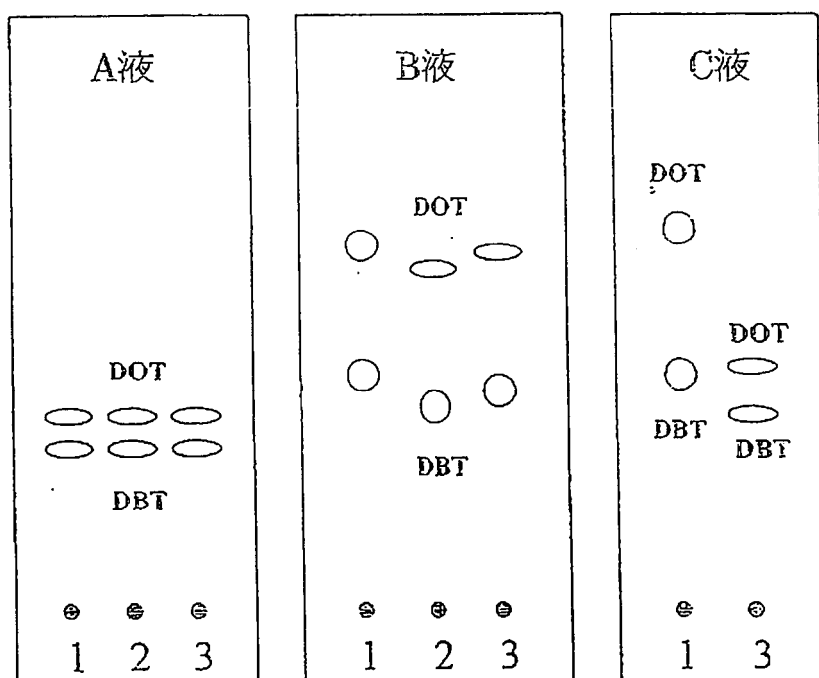 A液
DOT
DBT
1 2 3
B液
DOT
DBT
1 2 3
C液
DOT
DOT
DBT
DBT
1 3